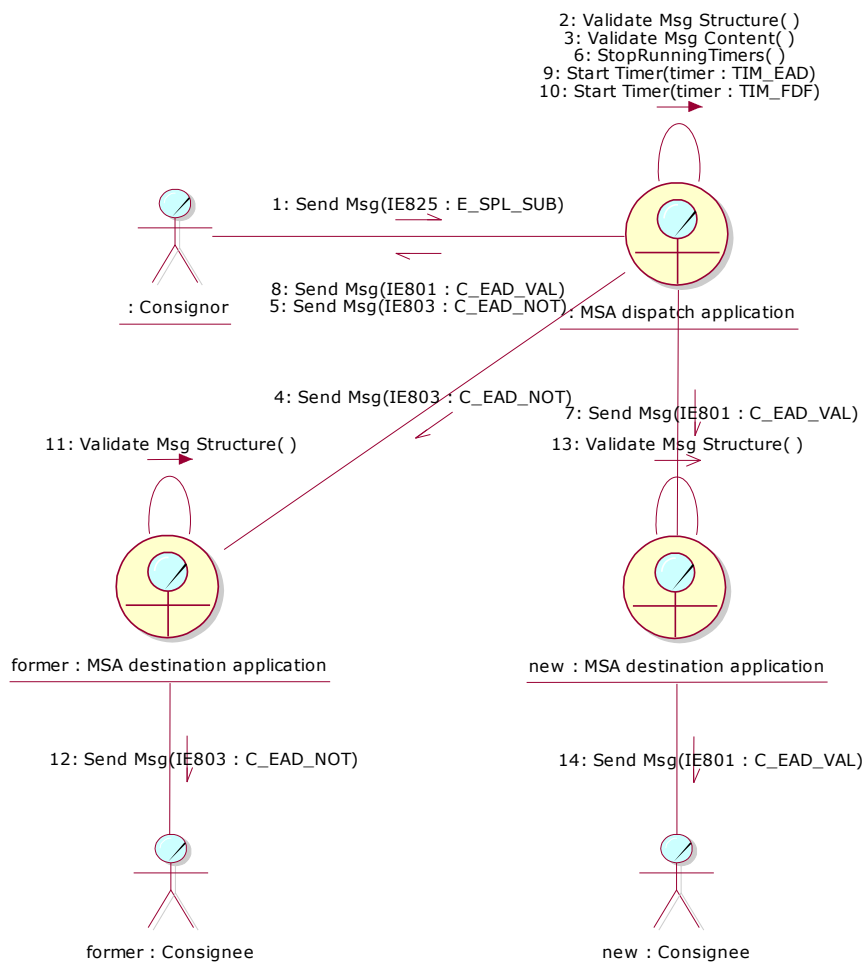 2: Validate Msg Structure( )
3: Validate Msg Content( )
6: StopRunningTimers( )
9: Start Timer(timer : TIM_EAD)
10: Start Timer(timer : TIM_FDF)
1: Send Msg(IE825 : E_SPL_SUB)
8: Send Msg(IE801 : C_EAD_VAL)
5: Send Msg(IE803 : C_EAD_NOT)
: Consignor
: MSA dispatch application
4: Send Msg(IE803 : C_EAD_NOT)
7: Send Msg(IE801 : C_EAD_VAL)
11: Validate Msg Structure( )
13: Validate Msg Structure( )
former : MSA destination application
new : MSA destination application
12: Send Msg(IE803 : C_EAD_NOT)
14: Send Msg(IE801 : C_EAD_VAL)
former : Consignee
new : Consignee